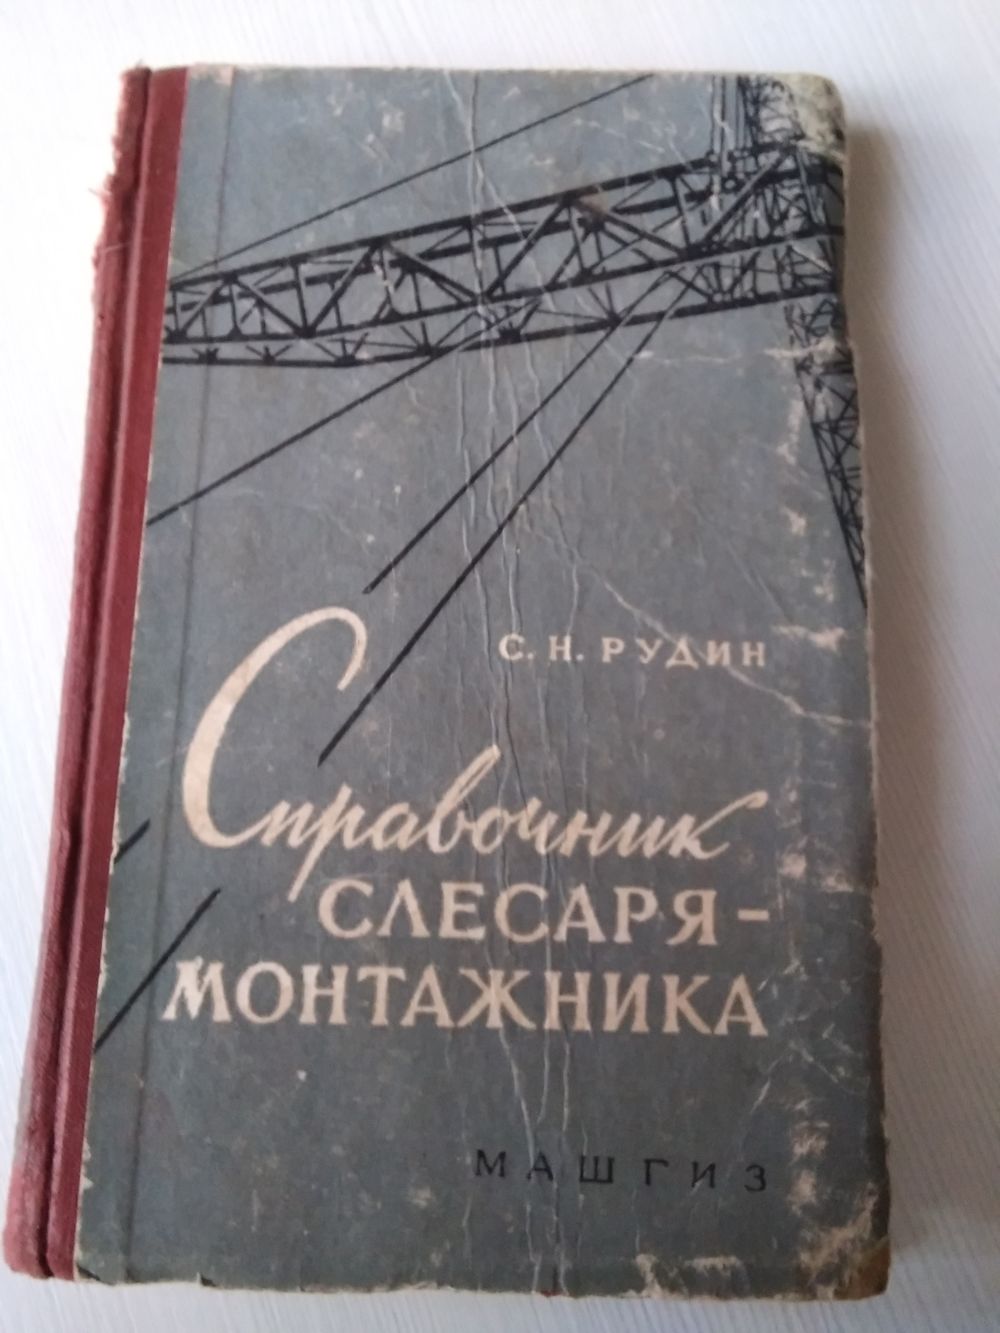 С. Н. РУДИН
Справочник
СЛЕСАРЯ-
МОНТАЖНИКА
МАШГИЗ